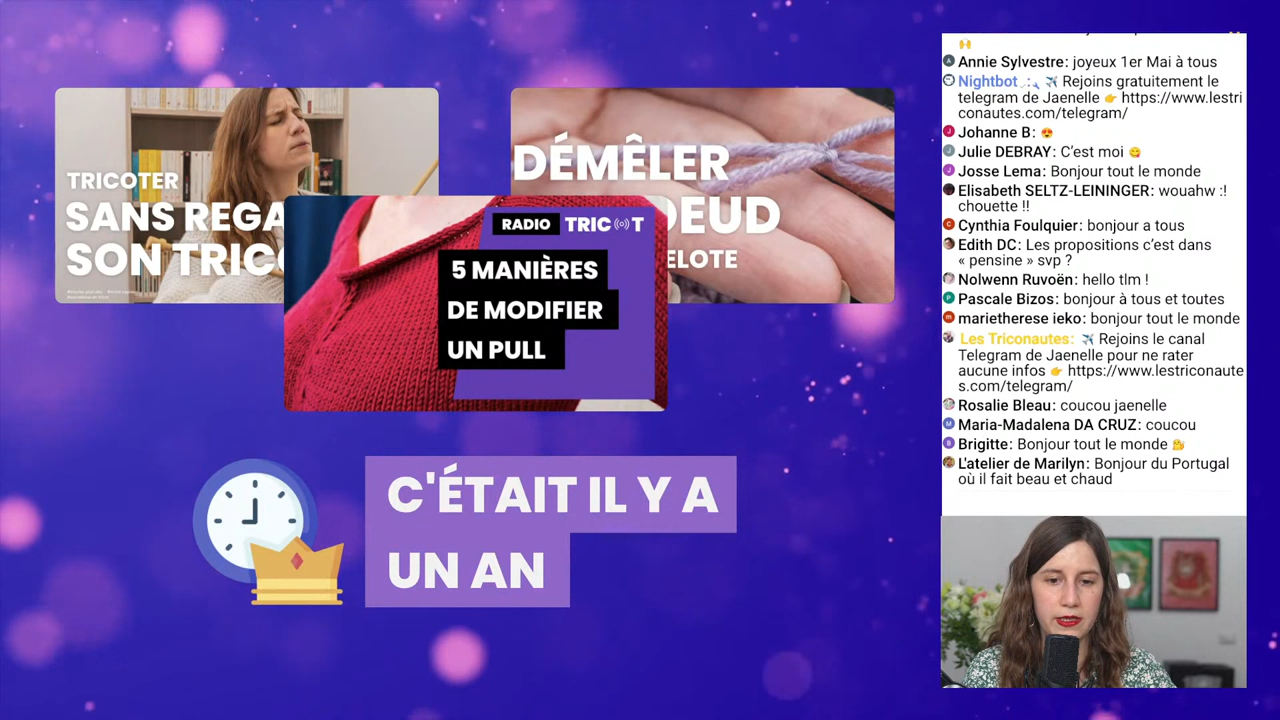 TRICOTER
SANS REGA
SON TRIC
DÉMÊLER
OEUD
ELOTE
RADIO TRICOT
5 MANIÈRES
DE MODIFIER
UN PULL
C'ÉTAIT IL Y A
UN AN
Annie Sylvestre: joyeux 1er Mai à tous
Nightbot Rejoins gratuitement le
telegram de Jaenelle 👉 https://www.lestri
conautes.com/telegram/
Johanne B: 😍
Julie DEBRAY: C’est moi 😋
Josse Lema: Bonjour tout le monde
Elisabeth SELTZ-LEININGER: wouahw :!
chouette !!
Cynthia Foulquier: bonjour a tous
Edith DC: Les propositions c’est dans
« pensine » svp ?
Nolwenn Ruvoën: hello tlm !
Pascale Bizos: bonjour à tous et toutes
marietherese ieko: bonjour tout le monde
Les Triconautes: ✈️ Rejoins le canal
Telegram de Jaenelle pour ne rater
aucune infos 👉 https://www.lestriconaute
s.com/telegram/
Rosalie Bleau: coucou jaenelle
Maria-Madalena DA CRUZ: coucou
Brigitte: Bonjour tout le monde
L'atelier de Marilyn: Bonjour du Portugal
où il fait beau et chaud